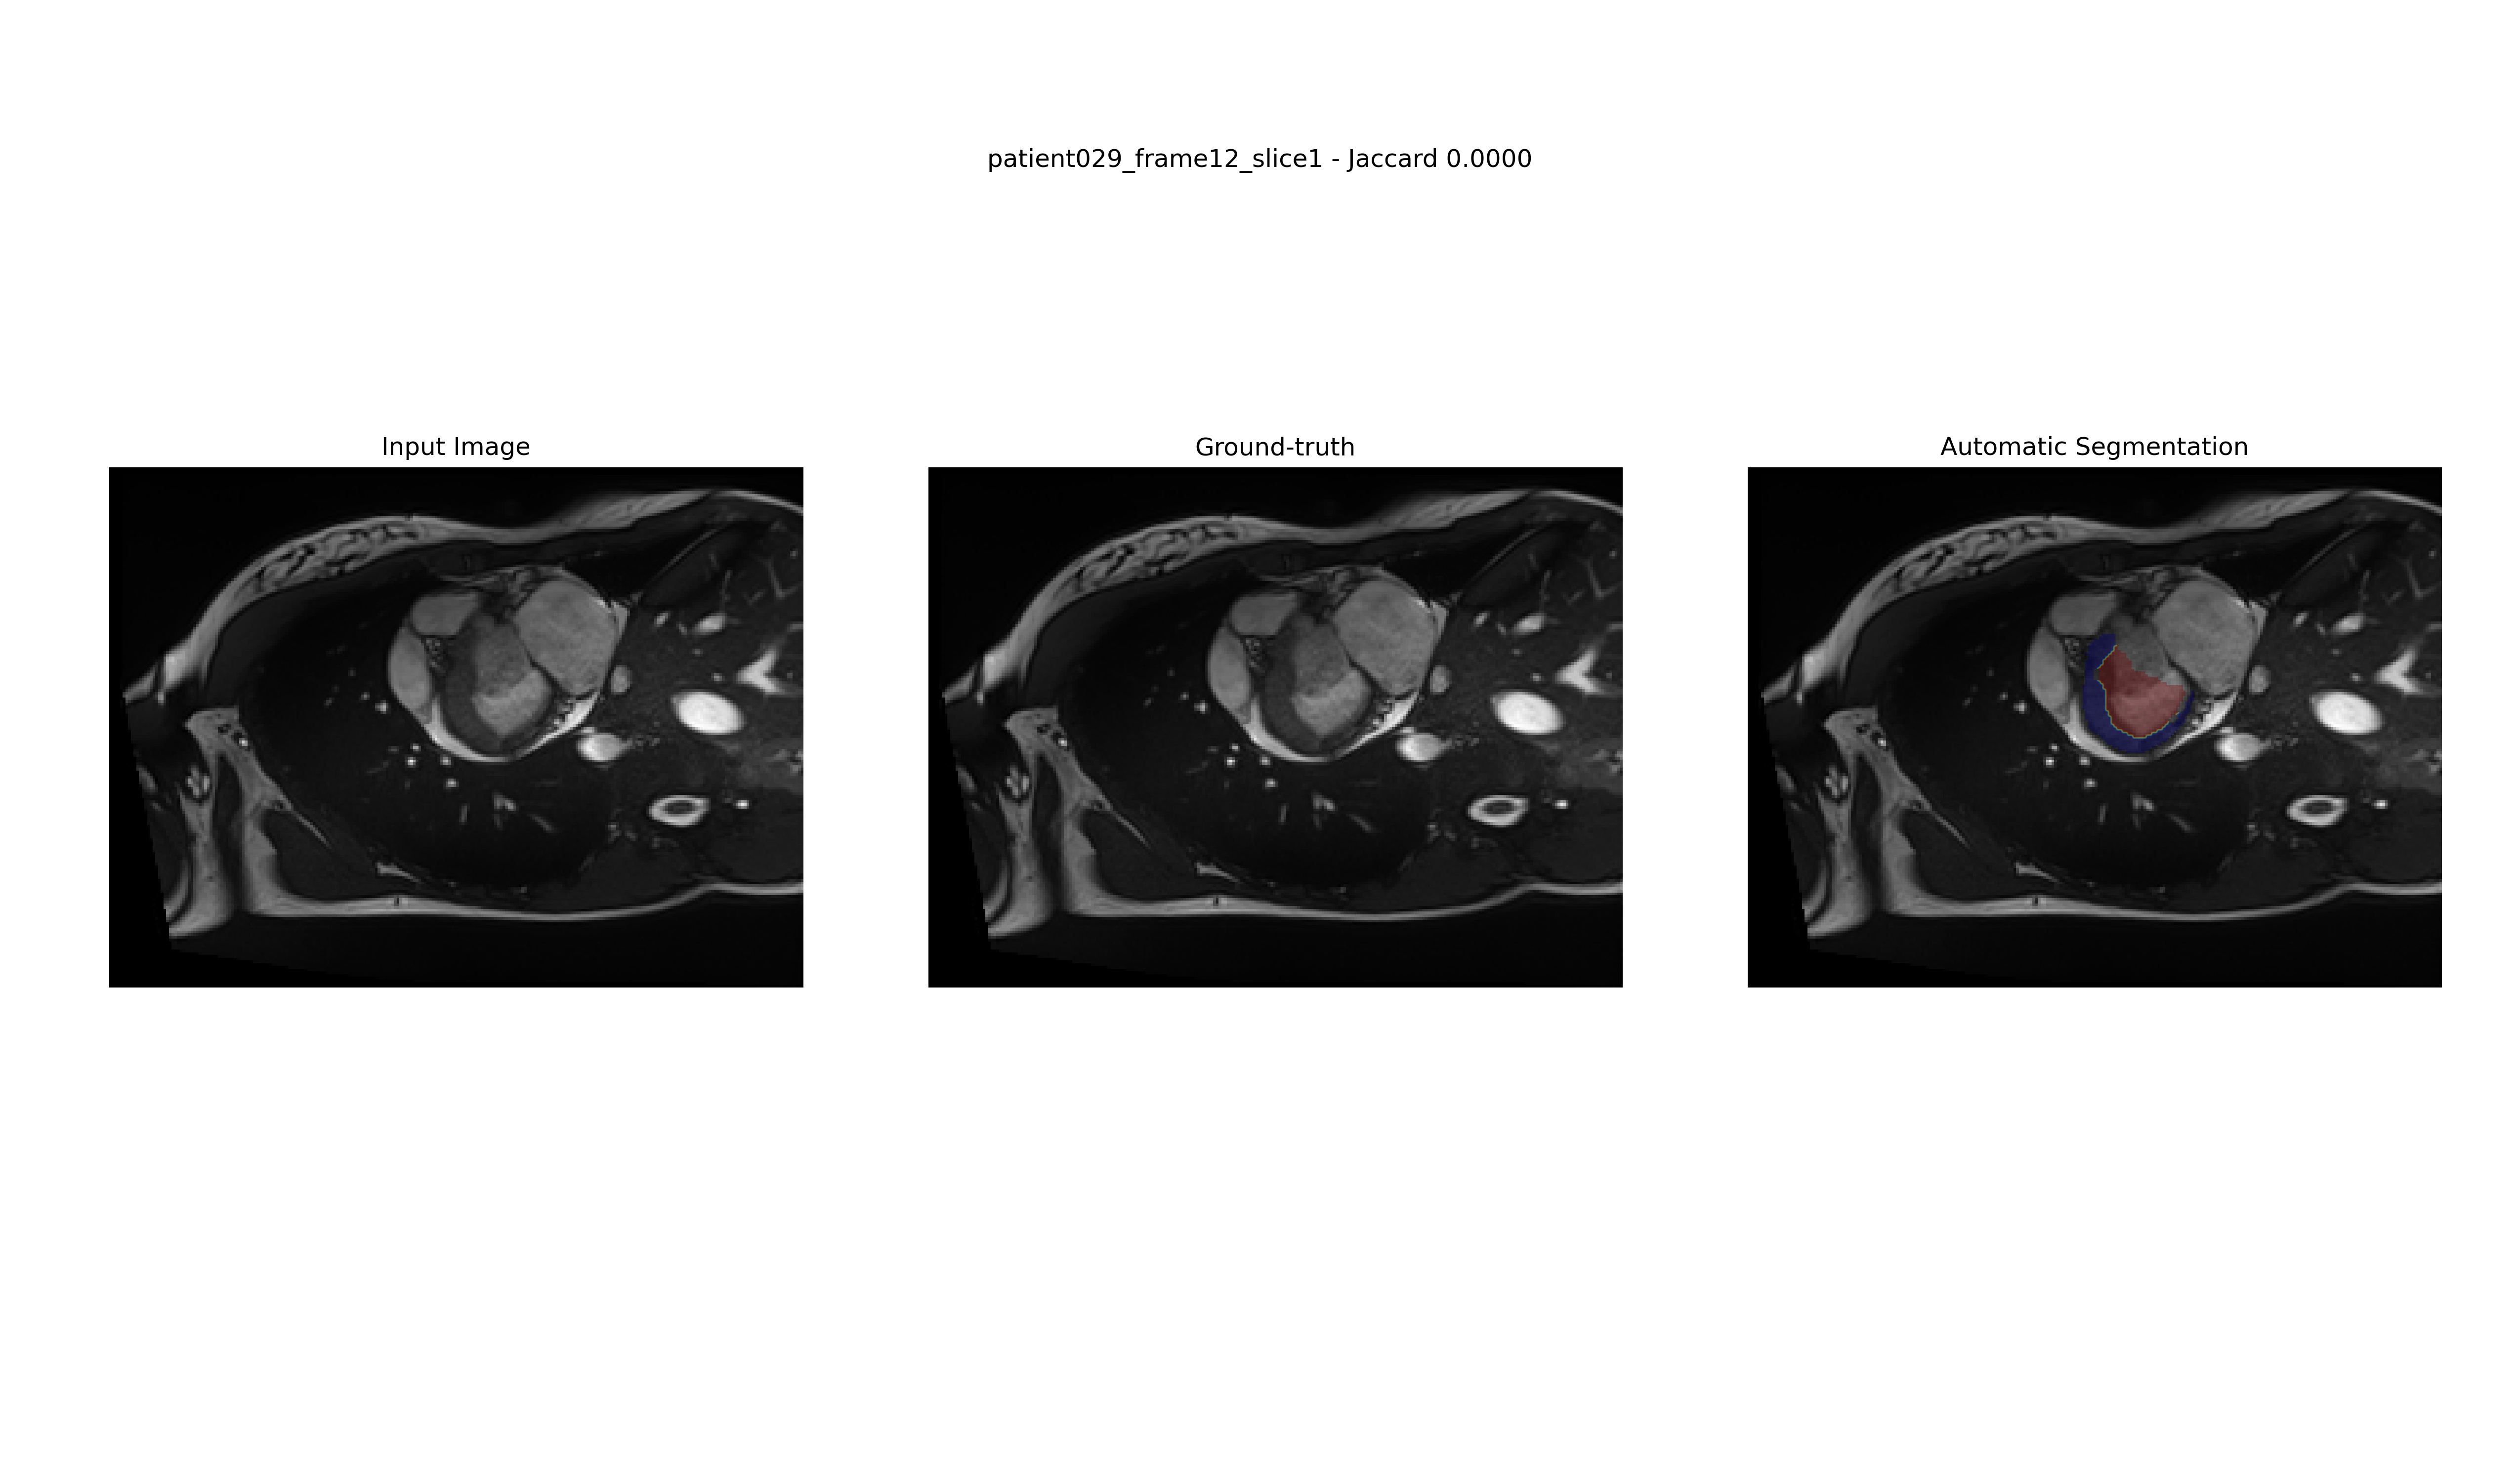 patient029_frame12_slice1 - Jaccard 0.0000
Input Image
Ground-truth
Automatic Segmentation